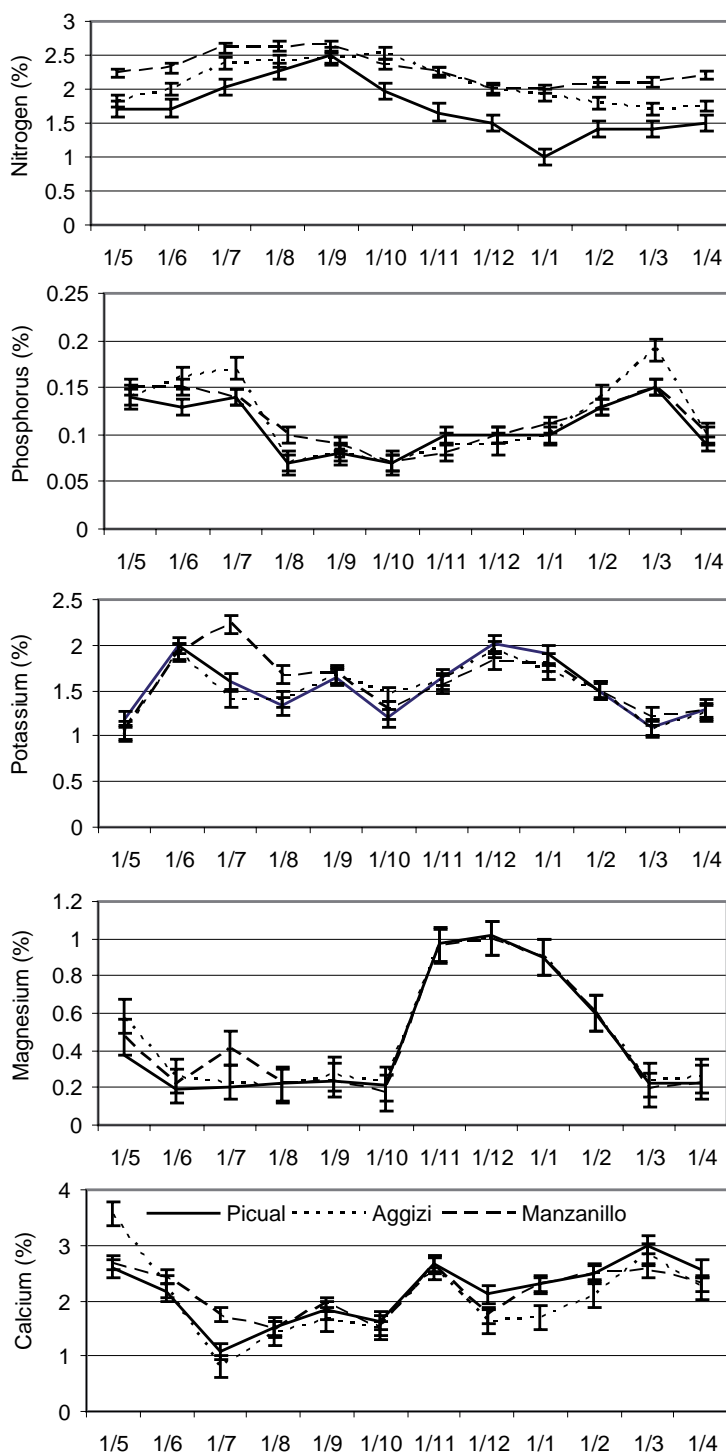 Nitrogen (%)
3
2.5
2
1.5
1
0.5
0
1/5 1/6 1/7 1/8 1/9 1/10 1/11 1/12 1/1 1/2 1/3 1/4
Phosphorus (%)
0.25
0.2
0.15
0.1
0.05
0
1/5 1/6 1/7 1/8 1/9 1/10 1/11 1/12 1/1 1/2 1/3 1/4
Potassium (%)
2.5
2
1.5
1
0.5
0
1/5 1/6 1/7 1/8 1/9 1/10 1/11 1/12 1/1 1/2 1/3 1/4
Magnesium (%)
1.2
1
0.8
0.6
0.4
0.2
0
1/5 1/6 1/7 1/8 1/9 1/10 1/11 1/12 1/1 1/2 1/3 1/4
Calcium (%)
4
3
2
1
0
Picual Aggizi Manzanillo
1/5 1/6 1/7 1/8 1/9 1/10 1/11 1/12 1/1 1/2 1/3 1/4